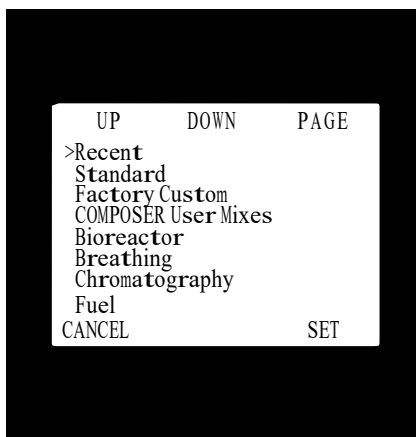 UP DOWN PAGE
>Recent
Standard
Factory Custom
COMPOSER User Mixes
Bioreactor
Breathing
Chromatography
Fuel
CANCEL SET